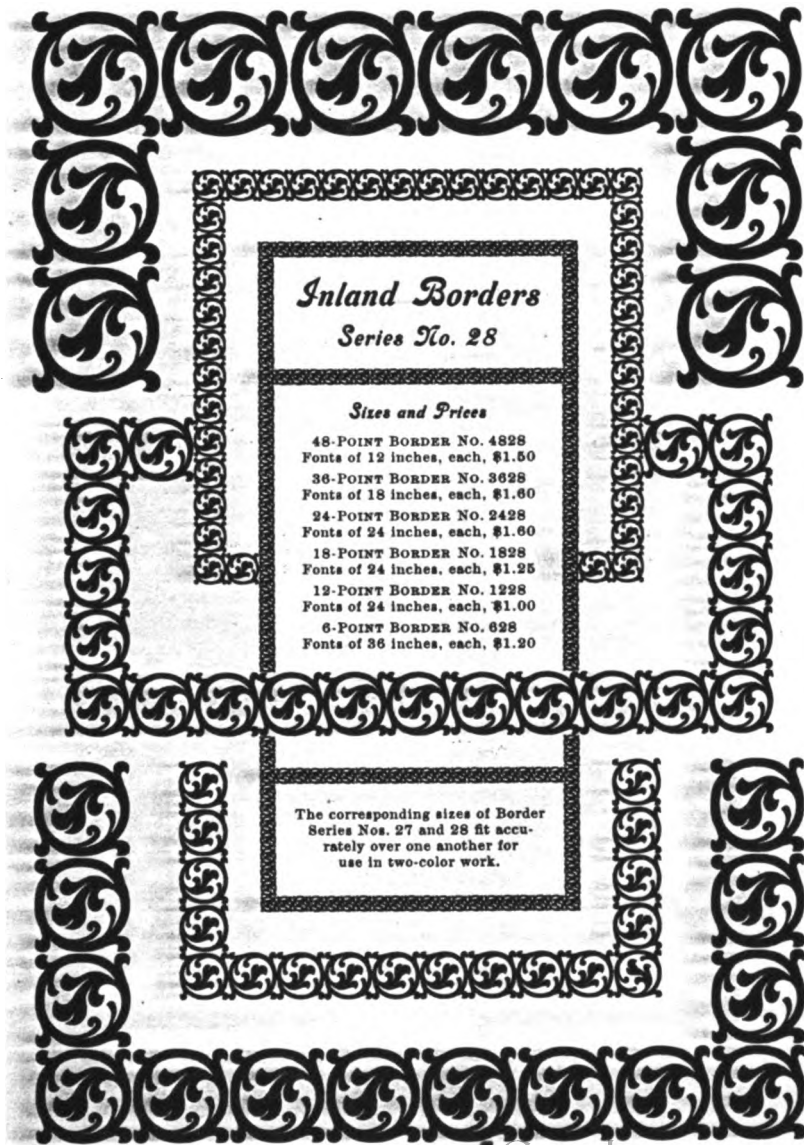 Inland Borders
Series No. 28
Sizes and Prices
48-POINT BORDER NO. 4828
Fonts of 12 inches, each, $1.50
36-POINT BORDER NO. 3628
Fonts of 18 inches, each, $1.60
24-POINT BORDER NO. 2428
Fonts of 24 inches, each, $1.60
18-POINT BORDER NO. 1828
Fonts of 24 inches, each, $1.25
12-POINT BORDER NO. 1228
Fonts of 24 inches, each, $1.00
6-POINT BORDER NO. 628
Fonts of 36 inches, each, $1.20
The corresponding sizes of Border
Series Nos. 27 and 28 fit accu-
rately over one another for
use in two-color work.